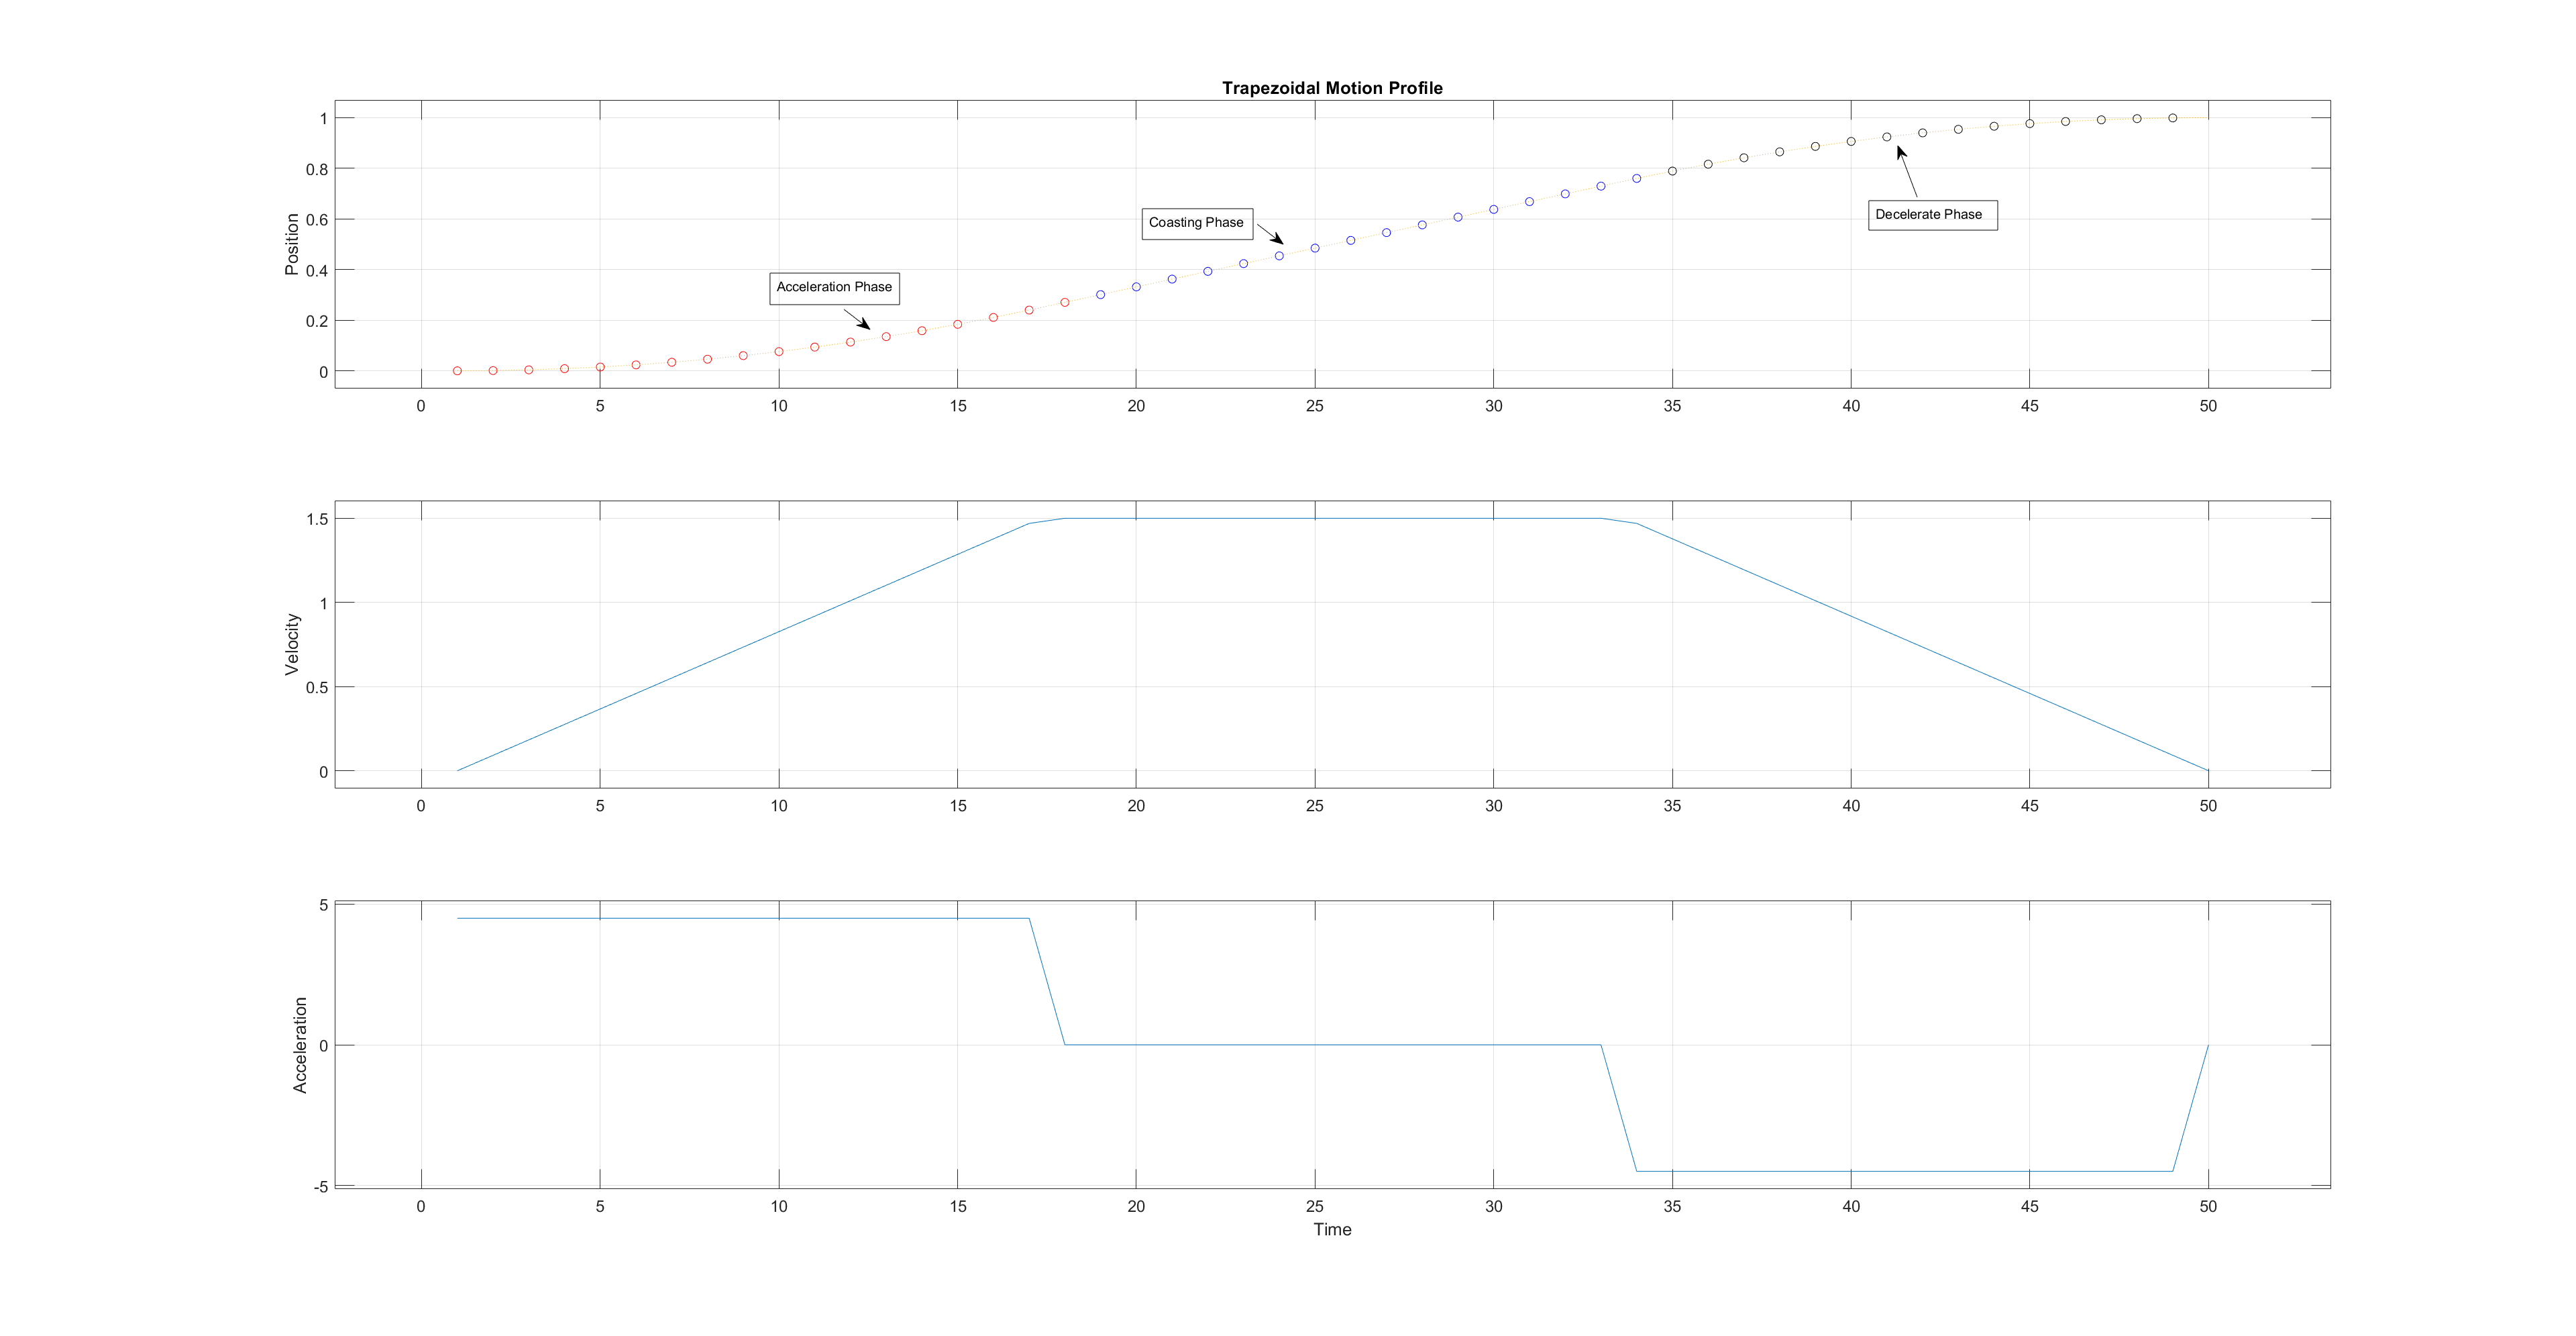 Trapezoidal Motion Profile
1
0.8
0.6
0.4
0.2
0
Position
Acceleration Phase
Coasting Phase
Decelerate Phase
0 5 10 15 20 25 30 35 40 45 50
1.5
1
0.5
0
Velocity
0 5 10 15 20 25 30 35 40 45 50
5
0
-5
Acceleration
0 5 10 15 20 25 30 35 40 45 50
Time